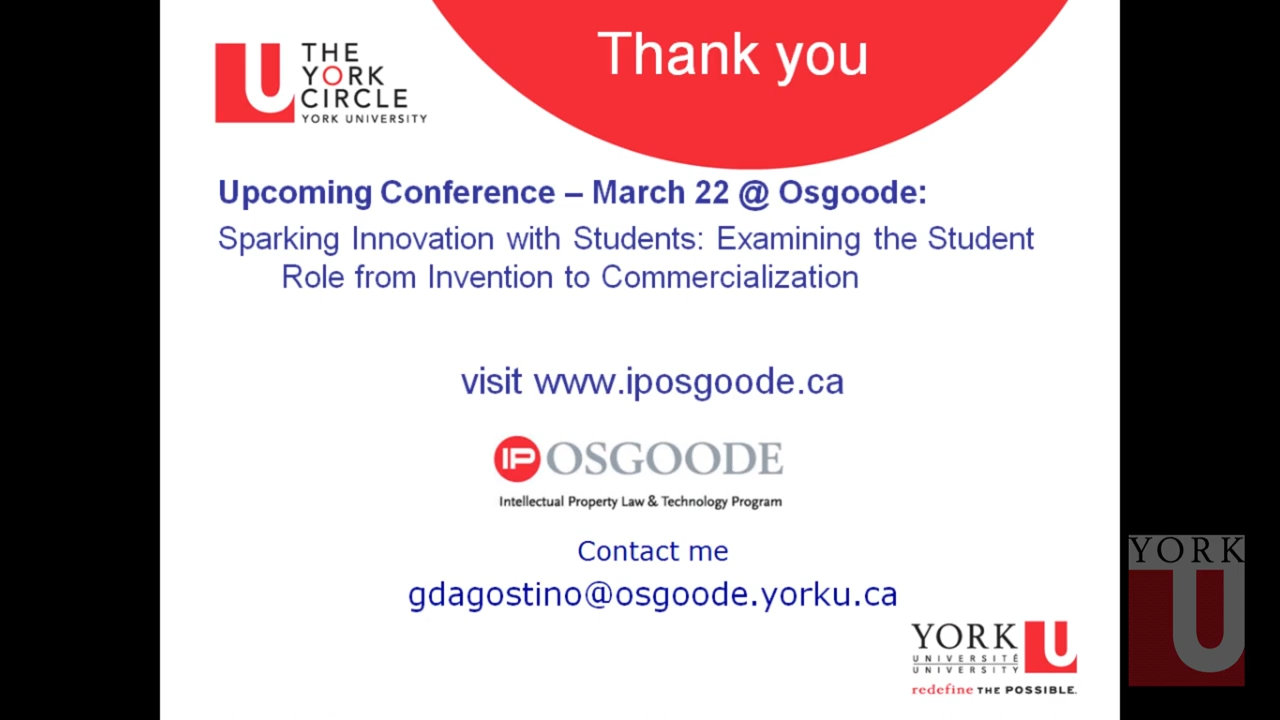 Thank you
U THE
YORK
CIRCLE
YORK UNIVERSITY
Upcoming Conference – March 22 @ Osgoode:
Sparking Innovation with Students: Examining the Student
Role from Invention to Commercialization
visit www.iposgoode.ca
IP OSGOODE
Intellectual Property Law & Technology Program
Contact me
gdagostino@osgoode.yorku.ca
YORK U
UNIVERSITÉ
UNIVERSITY
redefine THE POSSIBLE.
YORK
U